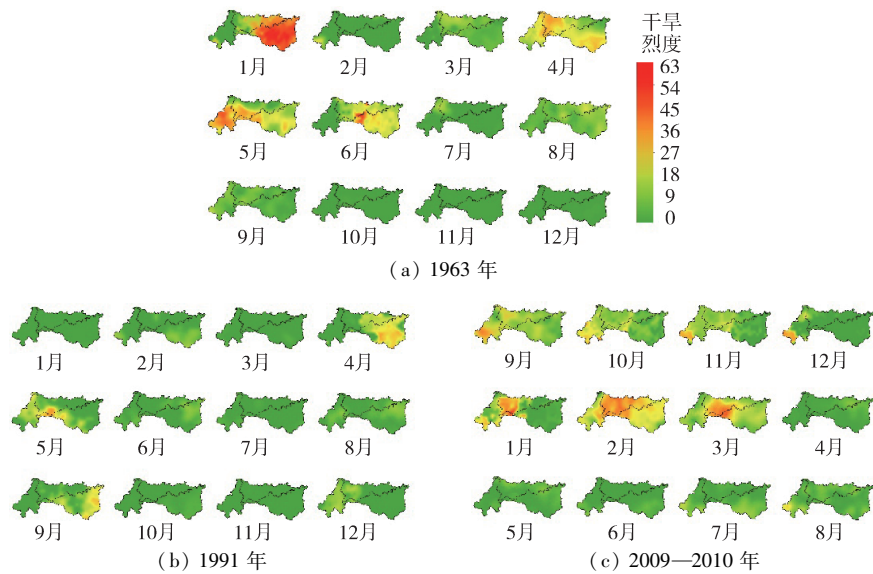 干旱
烈度
63
54
45
36
27
18
9
0
1月 2月 3月 4月
5月 6月 7月 8月
9月 10月 11月 12月
(a) 1963 年
1月 2月 3月 4月
5月 6月 7月 8月
9月 10月 11月 12月
(b) 1991 年
9月 10月 11月 12月
1月 2月 3月 4月
5月 6月 7月 8月
(c) 2009—2010 年